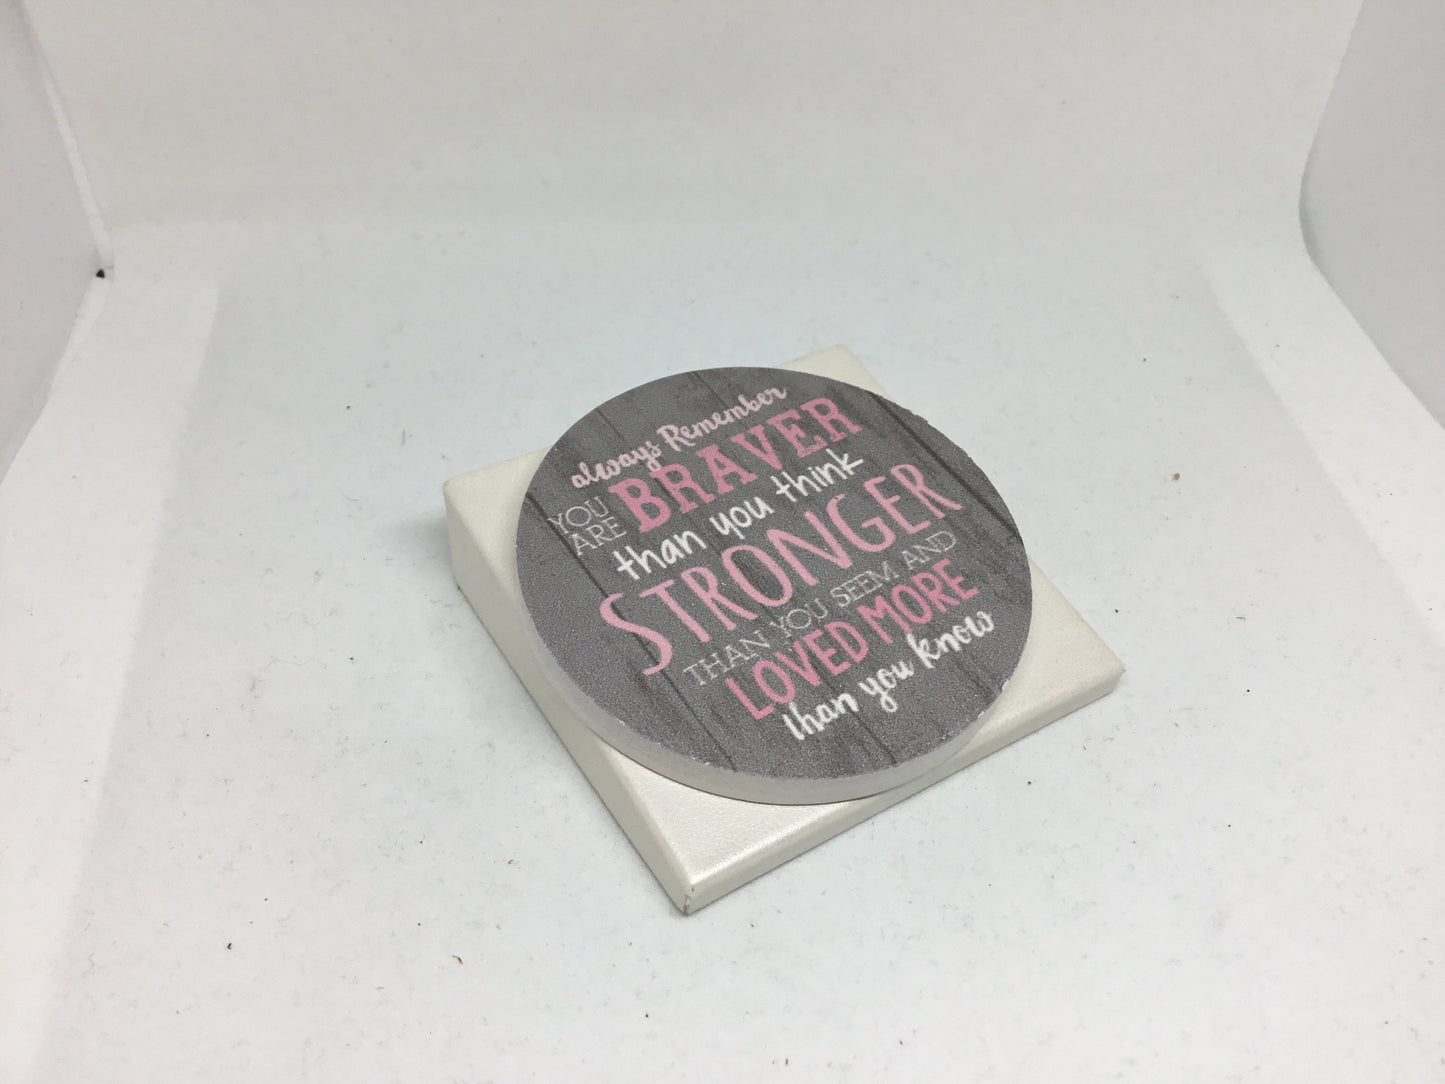 always Remember
YOU ARE BRAVER
than you think
STRONGER
THAN YOU SEEM AND
LOVED MORE
than you know